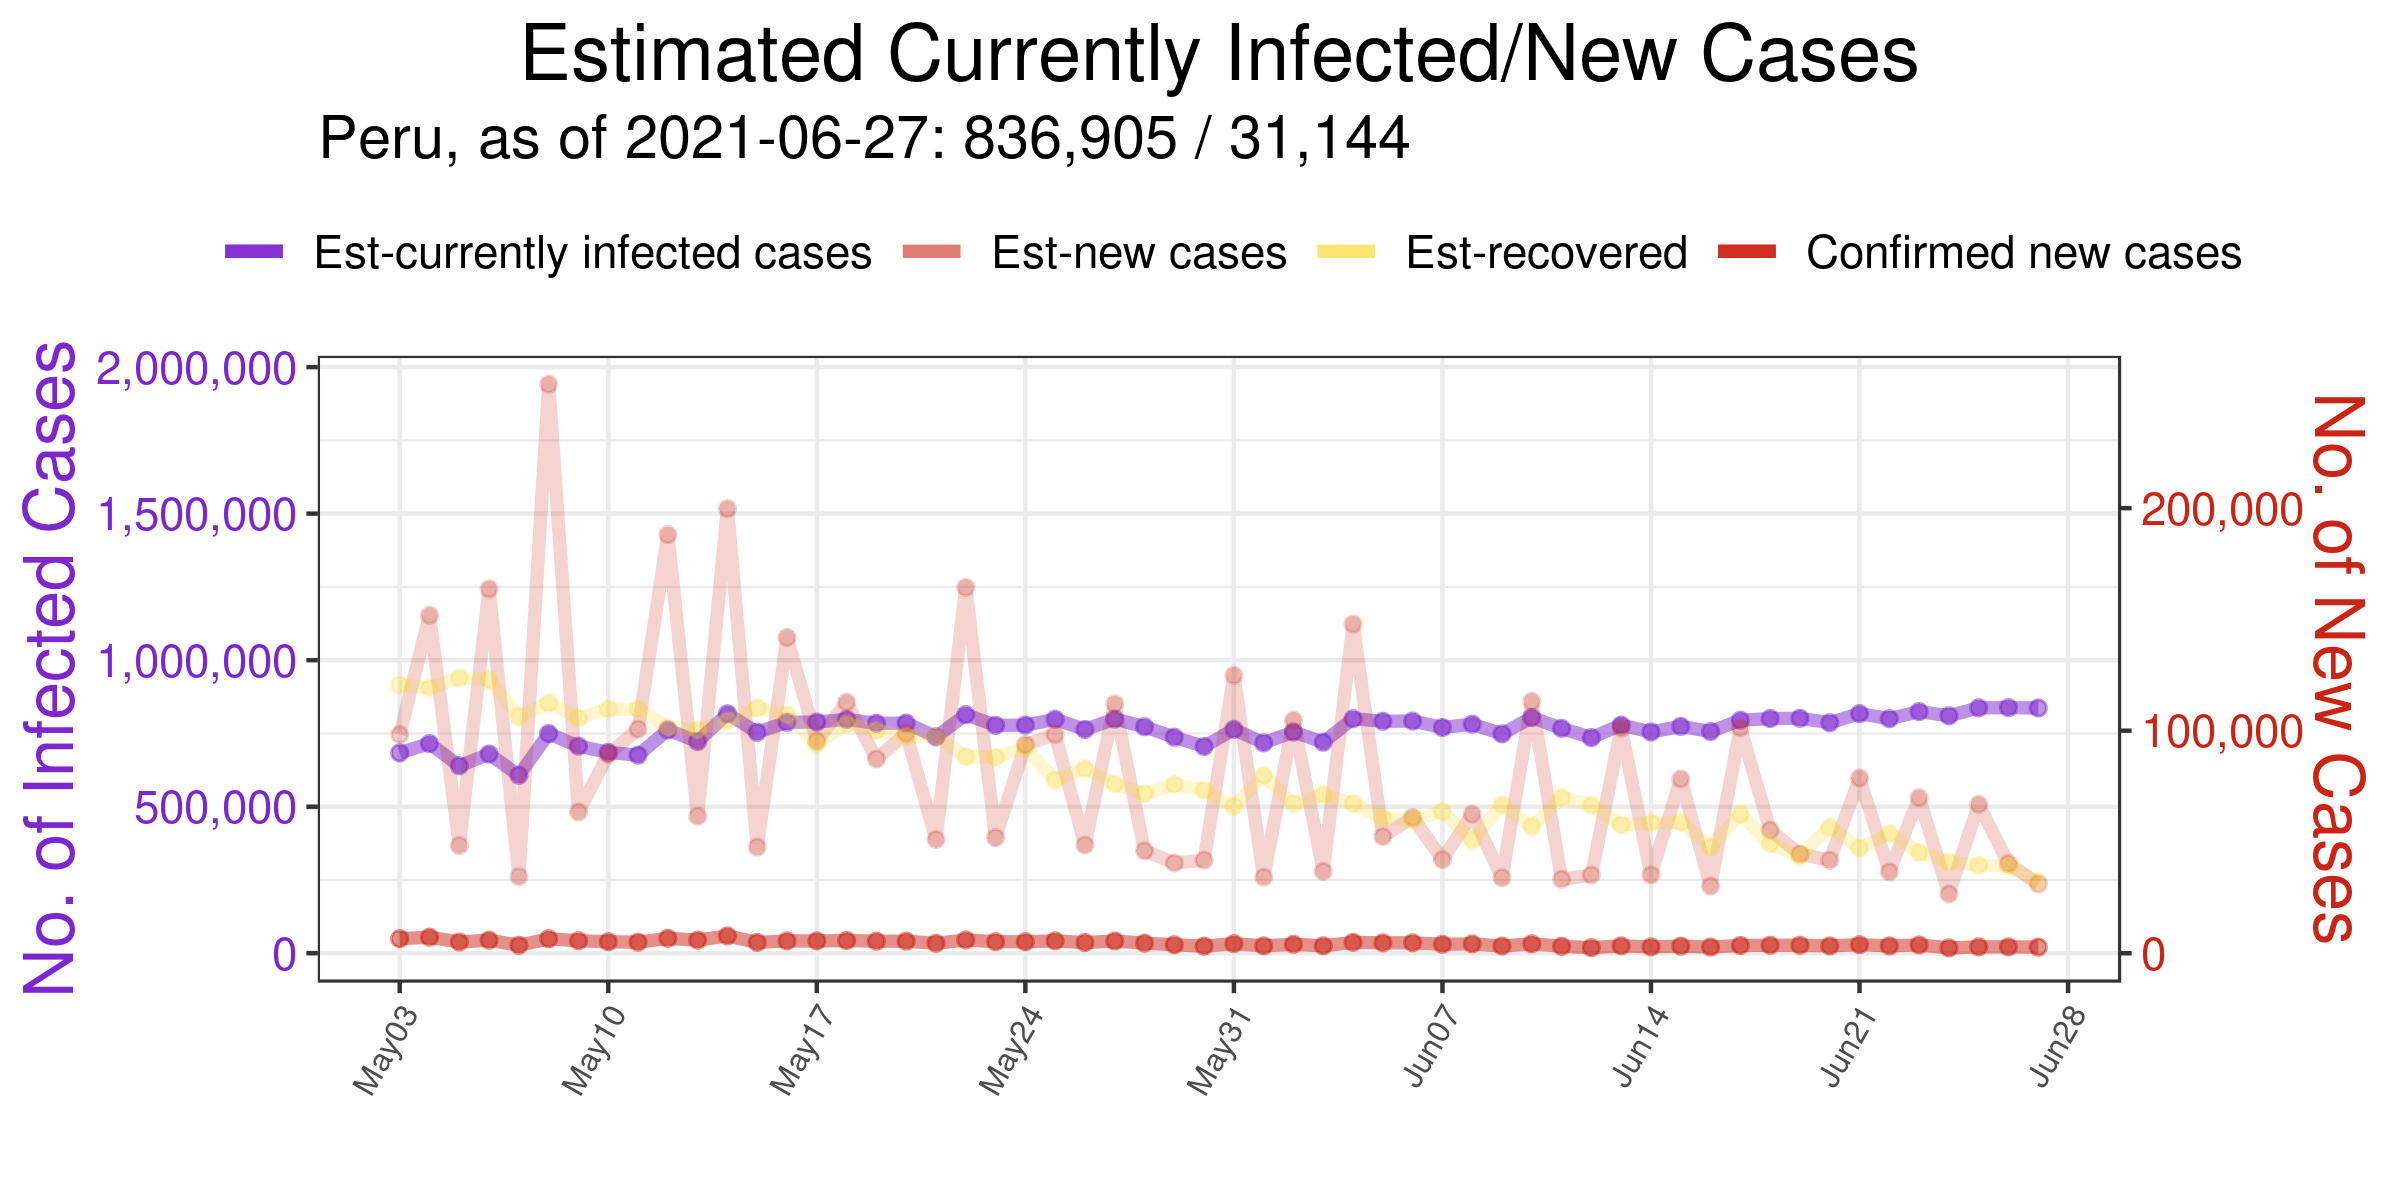 Estimated Currently Infected/New Cases
Peru, as of 2021-06-27: 836,905 / 31,144
Est-currently infected cases Est-new cases Est-recovered Confirmed new cases
No. of Infected Cases
2,000,000
1,500,000
1,000,000
500,000
0
200,000
100,000
0
No. of New Cases
May03 May10 May17 May24 May31 Jun07 Jun14 Jun21 Jun28